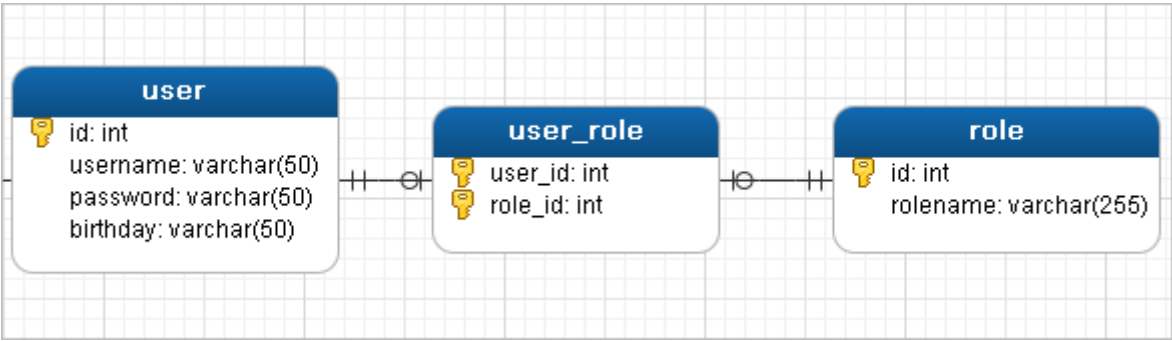 user
id: int
username: varchar(50)
password: varchar(50)
birthday: varchar(50)
user_role
user_id: int
role_id: int
role
id: int
rolename: varchar(255)